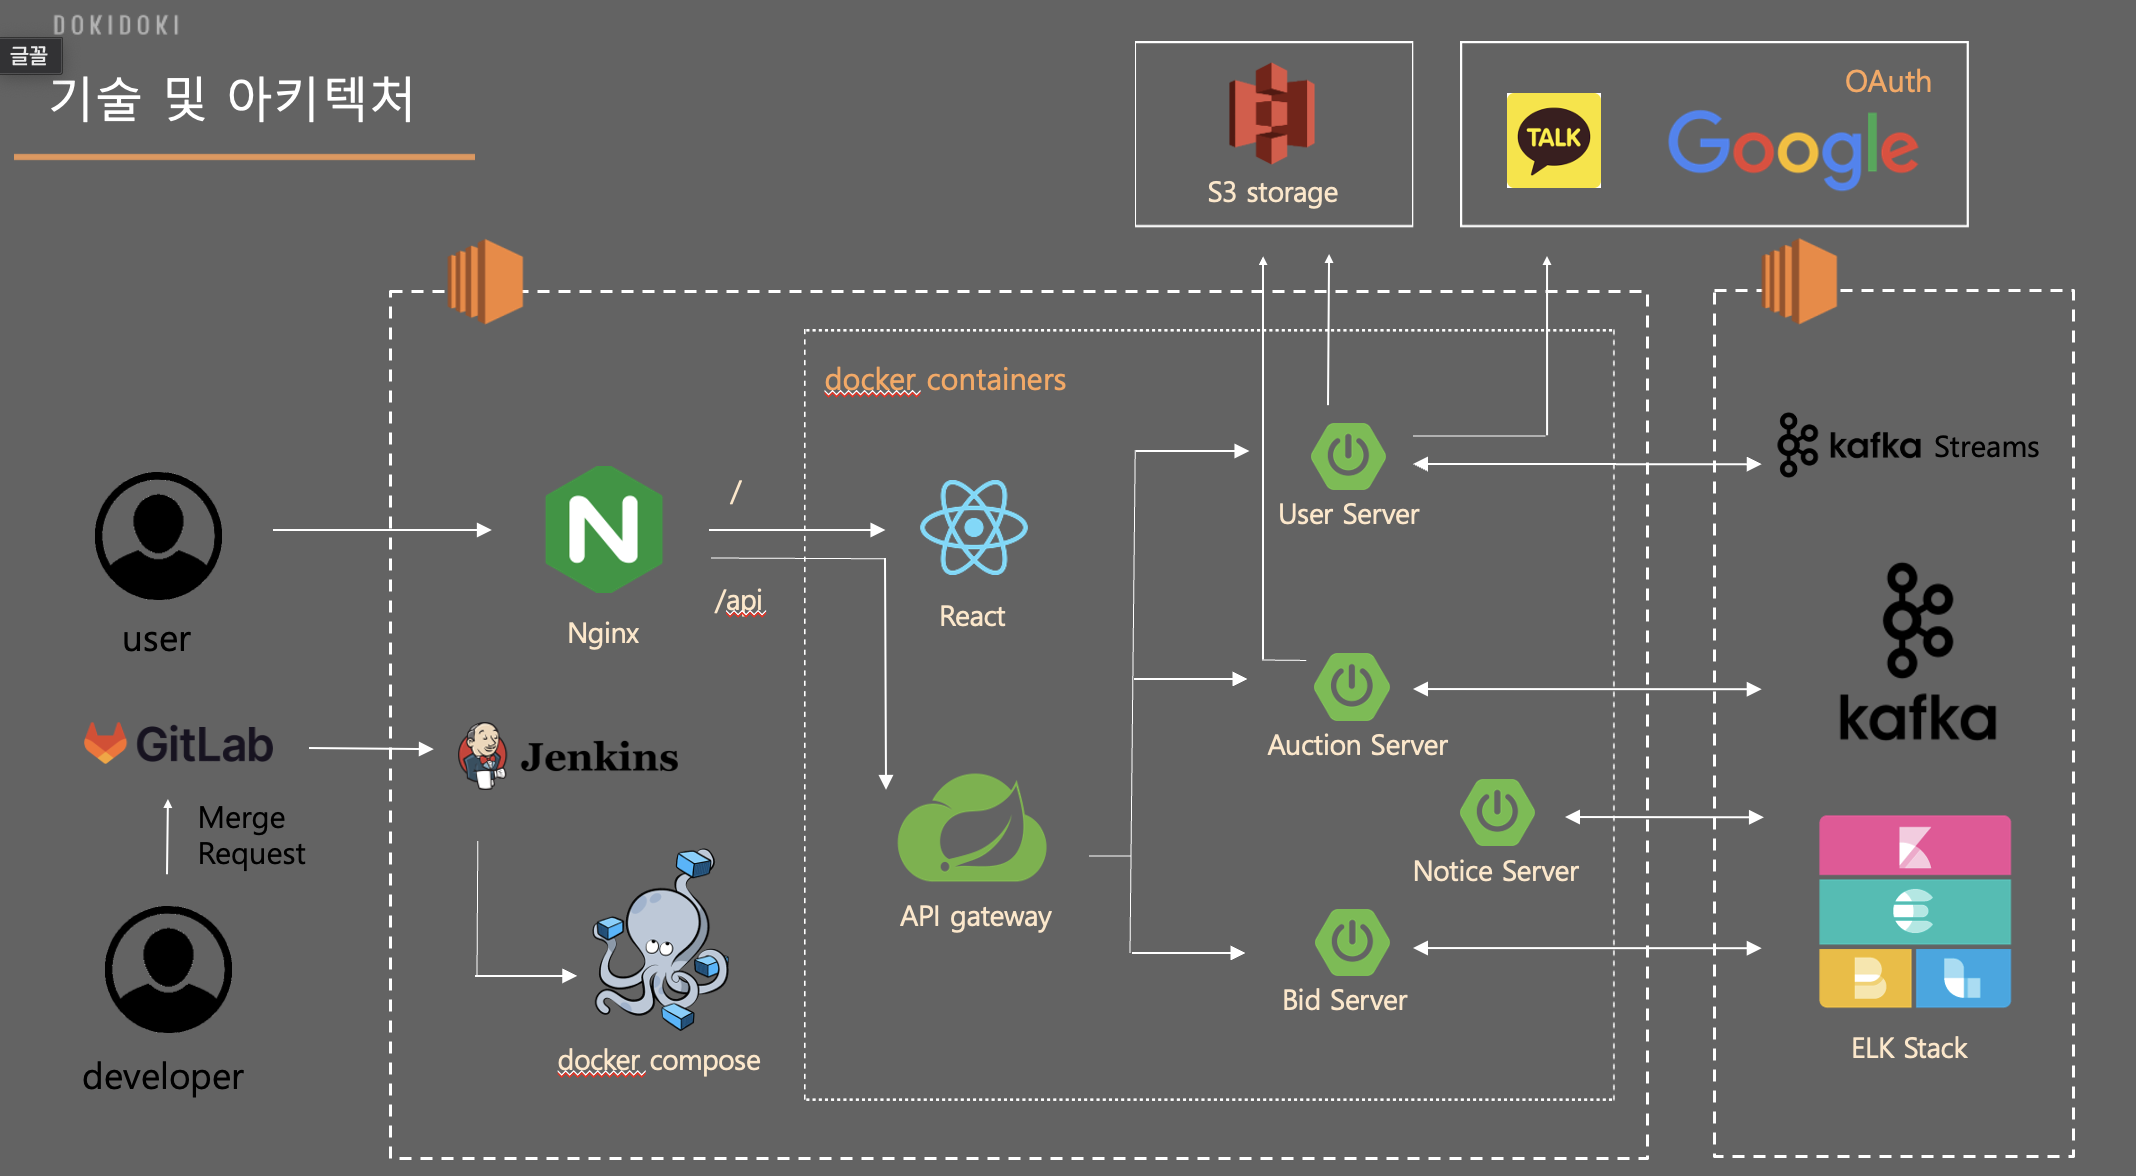 DOKIDOKI
글꼴
기술 및 아키텍처
S3 storage
OAuth
TALK
Google
docker containers
user
Nginx
/
/api
React
User Server
kafka Streams
GitLab
Jenkins
Merge
Request
developer
docker compose
API gateway
Auction Server
Notice Server
Bid Server
kafka
ELK Stack